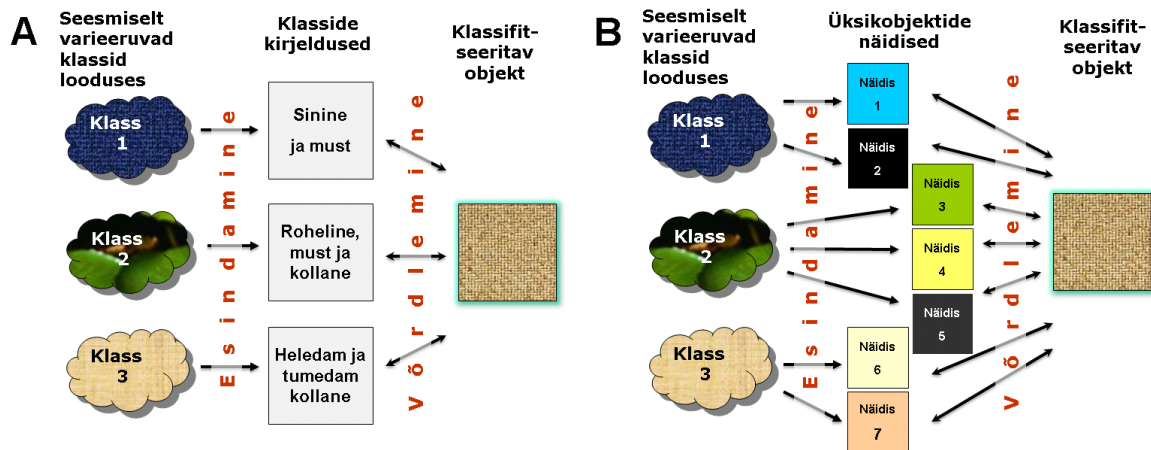 A
Seesmiselt
varieeruvad
klassid
looduses
Klasside
kirjeldused
Klassifit-
seeritav
objekt
Klass
1
Klass
2
Klass
3
Esindamine
Sinine
ja must
Roheline,
must ja
kollane
Heledam ja
tumedam
kollane
Võrdlemine
B
Seesmiselt
varieeruvad
klassid
looduses
Üksikobjektide
näidised
Klassifit-
seeritav
objekt
Klass
1
Klass
2
Klass
3
Esindamine
Näidis
1
Näidis
2
Näidis
3
Näidis
4
Näidis
5
Näidis
6
Näidis
7
Võrdlemine